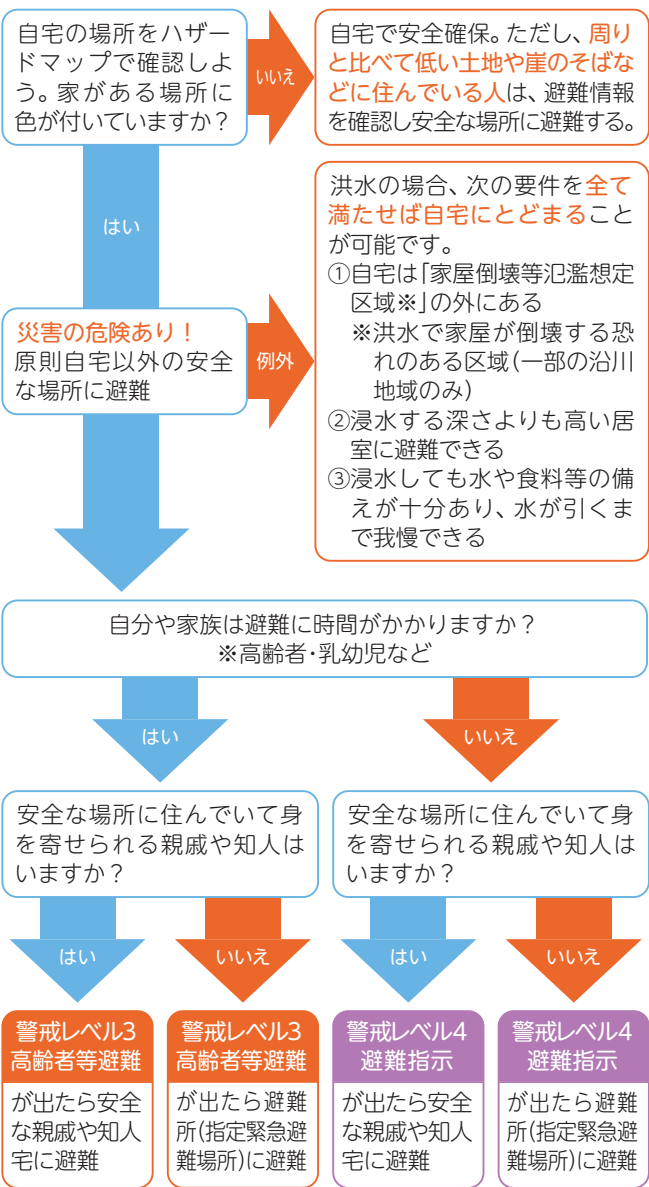 自宅の場所をハザー
ドマップで確認しよ
う。家がある場所に
色が付いていますか？
いいえ
自宅で安全確保。ただし、周り
と比べて低い土地や崖のそばな
どに住んでいる人は、避難情報
を確認し安全な場所に避難する。
はい
災害の危険あり！
原則自宅以外の安全
な場所に避難
例外
洪水の場合、次の要件を全て
満たせば自宅にとどまること
が可能です。
①自宅は「家屋倒壊等氾濫想定
区域※」の外にある
※洪水で家屋が倒壊する恐
れのある区域(一部の沿川
地域のみ)
②浸水する深さよりも高い居
室に避難できる
③浸水しても水や食料等の備
えが十分あり、水が引くま
で我慢できる
自分や家族は避難に時間がかかりますか？
※高齢者・乳幼児など
はい
いいえ
安全な場所に住んでいて身
を寄せられる親戚や知人は
いますか？
安全な場所に住んでいて身
を寄せられる親戚や知人は
いますか？
はい
いいえ
はい
いいえ
警戒レベル3
高齢者等避難
が出たら安全
な親戚や知人
宅に避難
警戒レベル3
高齢者等避難
が出たら避難
所(指定緊急避
難場所)に避難
警戒レベル4
避難指示
が出たら安全
な親戚や知人
宅に避難
警戒レベル4
避難指示
が出たら避難
所(指定緊急避
難場所)に避難